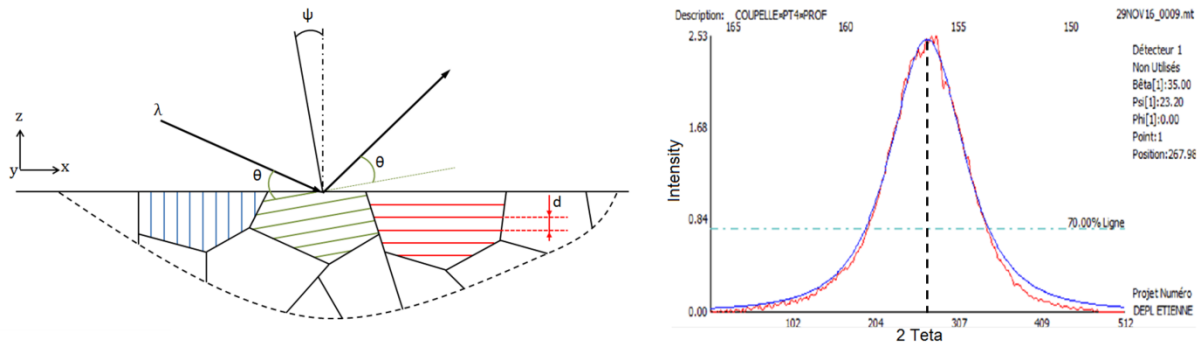 ψ
λ
z
y
x
θ
θ
d
Description: COUPELLE*PT4*PROF
29NOV16_0009.mt
165 160 155 150
2.53
1.68
0.84
0.00
Intensity
Détecteur 1
Non Utilisés
Bêta[1]:35.00
Psi[1]:23.20
Phi[1]:0.00
Point:1
Position:267.98
70.00% Ligne
Projet Numéro
DEPL ETIENNE
102 204 307 409 512
2 Teta